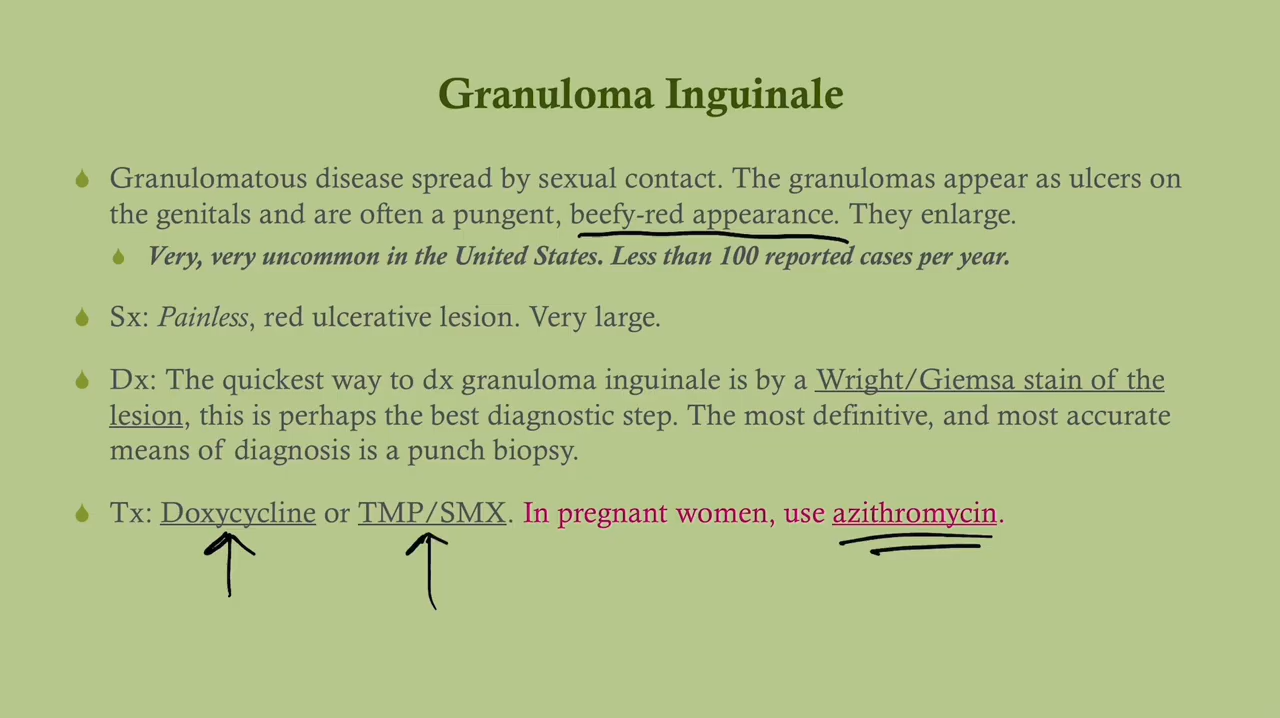 Granuloma Inguinale
Granulomatous disease spread by sexual contact. The granulomas appear as ulcers on
the genitals and are often a pungent, beefy-red appearance. They enlarge.
Very, very uncommon in the United States. Less than 100 reported cases per year.
Sx: Painless, red ulcerative lesion. Very large.
Dx: The quickest way to dx granuloma inguinale is by a Wright/Giemsa stain of the
lesion, this is perhaps the best diagnostic step. The most definitive, and most accurate
means of diagnosis is a punch biopsy.
Tx: Doxycycline or TMP/SMX. In pregnant women, use azithromycin.